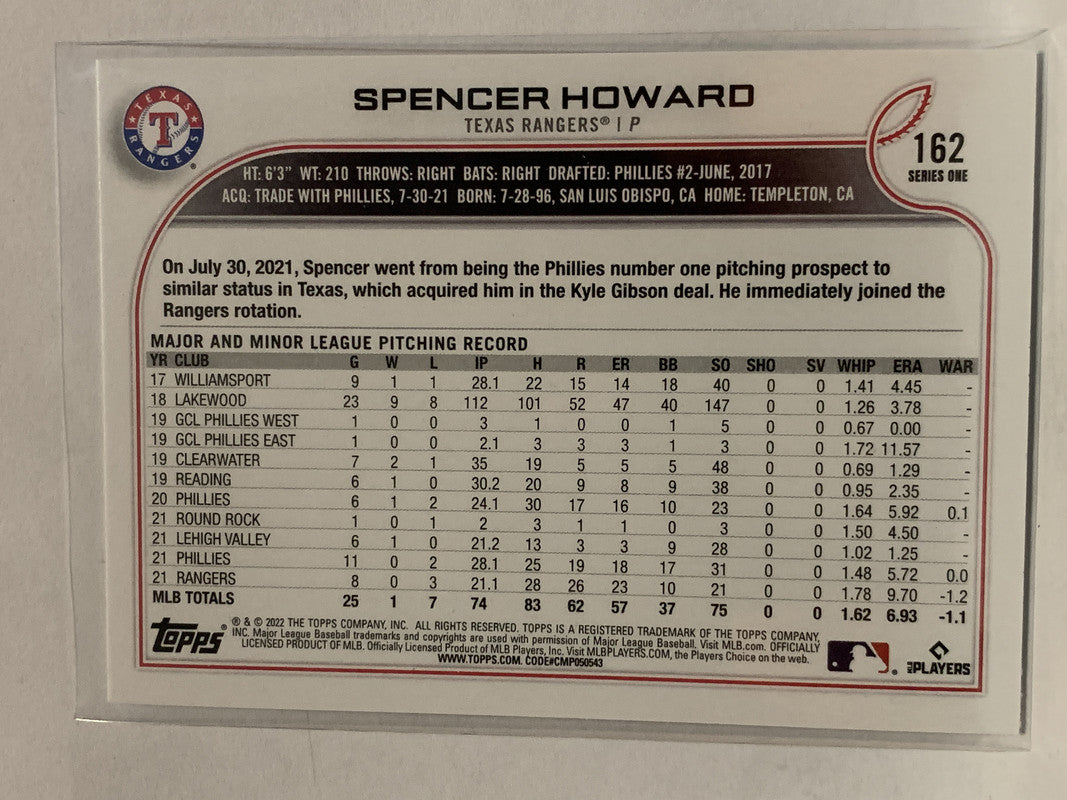 TEXAS
T
RANGERS®
SPENCER HOWARD
TEXAS RANGERS® | P
162
SERIES ONE
HT: 6'3" WT: 210 THROWS: RIGHT BATS: RIGHT DRAFTED: PHILLIES #2-JUNE, 2017
ACQ: TRADE WITH PHILLIES, 7-30-21 BORN: 7-28-96, SAN LUIS OBISPO, CA HOME: TEMPLETON, CA
On July 30, 2021, Spencer went from being the Phillies number one pitching prospect to
similar status in Texas, which acquired him in the Kyle Gibson deal. He immediately joined the
Rangers rotation.
MAJOR AND MINOR LEAGUE PITCHING RECORD
YR CLUB G W L IP H R ER BB SO SHO SV WHIP ERA WAR
17 WILLIAMSPORT 9 1 1 28.1 22 15 14 18 40 0 0 1.41 4.45 -
18 LAKEWOOD 23 9 8 112 101 52 47 40 147 0 0 1.26 3.78 -
19 GCL PHILLIES WEST 1 0 0 3 1 0 0 1 5 0 0 0.67 0.00 -
19 GCL PHILLIES EAST 1 0 0 2.1 3 3 3 1 3 0 0 1.72 11.57 -
19 CLEARWATER 7 2 1 35 19 5 5 5 48 0 0 0.69 1.29 -
19 READING 6 1 0 30.2 20 9 8 9 38 0 0 0.95 2.35 -
20 PHILLIES 6 1 2 24.1 30 17 16 10 23 0 0 1.64 5.92 0.1
21 ROUND ROCK 1 0 1 2 3 1 1 0 3 0 0 1.50 4.50 -
21 LEHIGH VALLEY 6 1 0 21.2 13 3 3 9 28 0 0 1.02 1.25 -
21 PHILLIES 11 0 2 28.1 25 19 18 17 31 0 0 1.48 5.72 0.0
21 RANGERS 8 0 3 21.1 28 26 23 10 21 0 0 1.78 9.70 -1.2
MLB TOTALS 25 1 7 74 83 62 57 37 75 0 0 1.62 6.93 -1.1
Topps®
® & © 2022 THE TOPPS COMPANY, INC. ALL RIGHTS RESERVED. TOPPS IS A REGISTERED TRADEMARK OF THE TOPPS COMPANY,
INC. Major League Baseball trademarks and copyrights are used with permission of Major League Baseball. Visit MLB.com. OFFICIALLY
LICENSED PRODUCT OF MLB. Officially Licensed Product of MLB Players, Inc. Visit MLBPLAYERS.COM, the Players Choice on the web.
WWW.TOPPS.COM. CODE#CMP050543
MLB PLAYERS